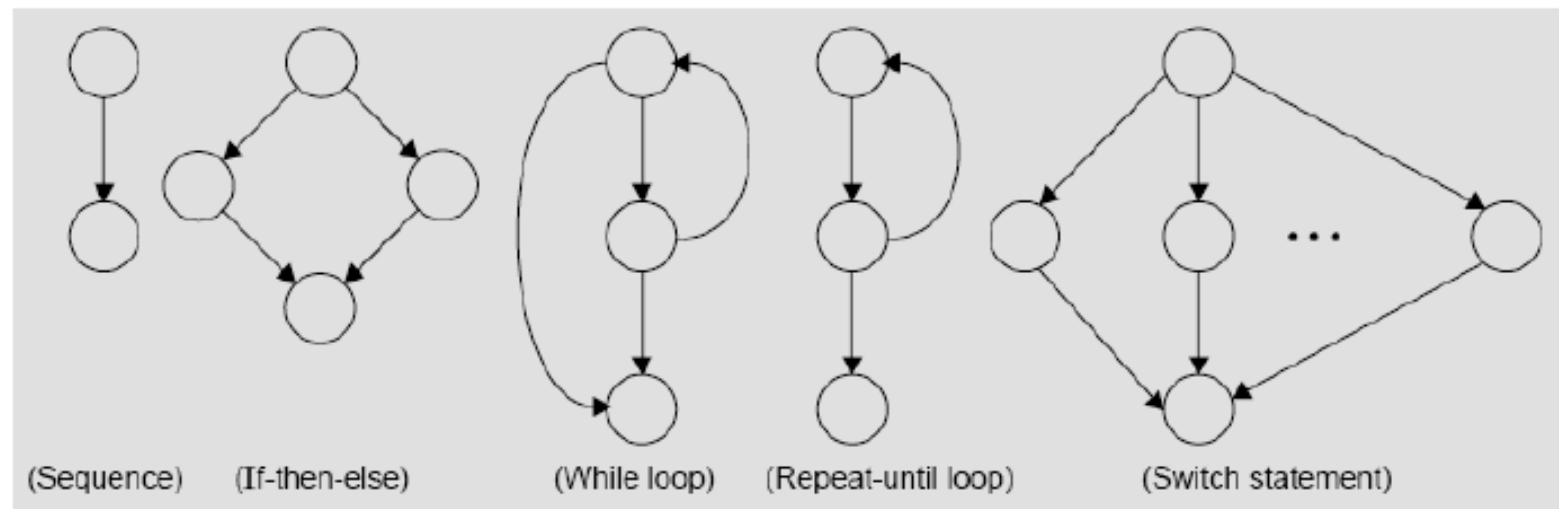 (Sequence) (If-then-else) (While loop) (Repeat-until loop) (Switch statement)